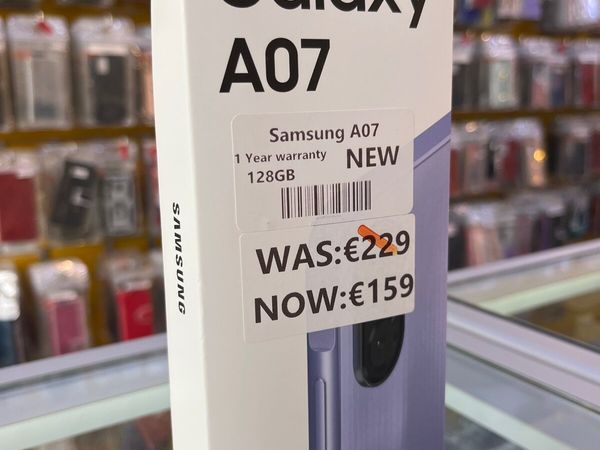 Galaxy
A07
Samsung A07
1 Year warranty NEW
128GB
WAS:€229
NOW:€159
SAMSUNG